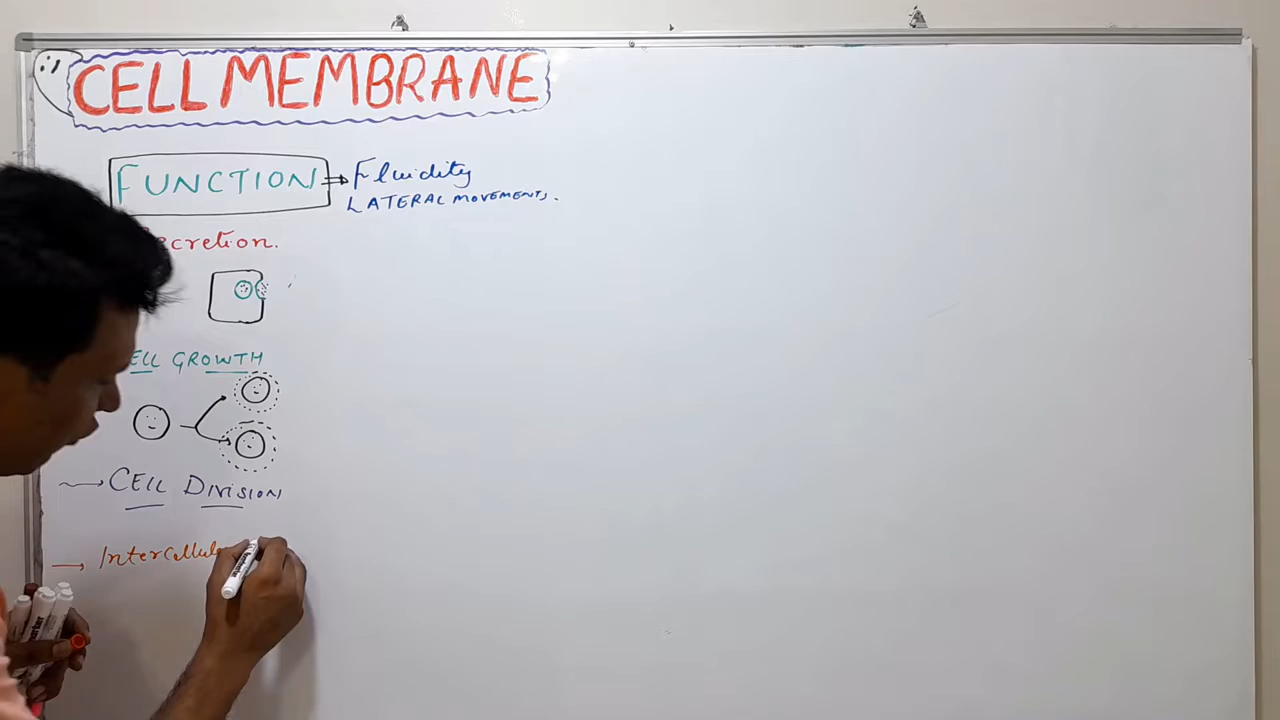 CELL MEMBRANE
FUNCTION ⇒ Fluidity
LATERAL MOVEMENTS.
ecretion.
ELL GROWTH
CELL DIVISION
Intercellul